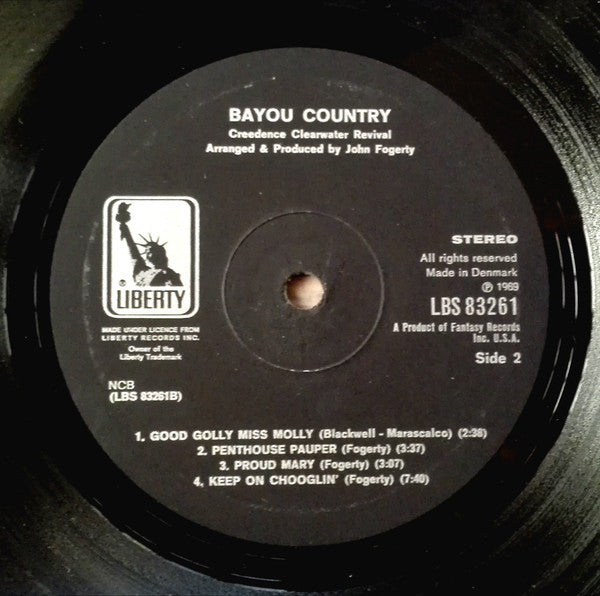 BAYOU COUNTRY
Creedence Clearwater Revival
Arranged & Produced by John Fogerty
LIBERTY
MADE UNDER LICENCE FROM
LIBERTY RECORDS INC.
Owner of the
Liberty Trademark
NCB
(LBS 83261B)
STEREO
All rights reserved
Made in Denmark
℗ 1969
LBS 83261
A Product of Fantasy Records
Inc. U.S.A.
Side 2
1. GOOD GOLLY MISS MOLLY (Blackwell - Marascalco) (2:38)
2. PENTHOUSE PAUPER (Fogerty) (3:37)
3. PROUD MARY (Fogerty) (3:07)
4. KEEP ON CHOOGLIN' (Fogerty) (7:40)